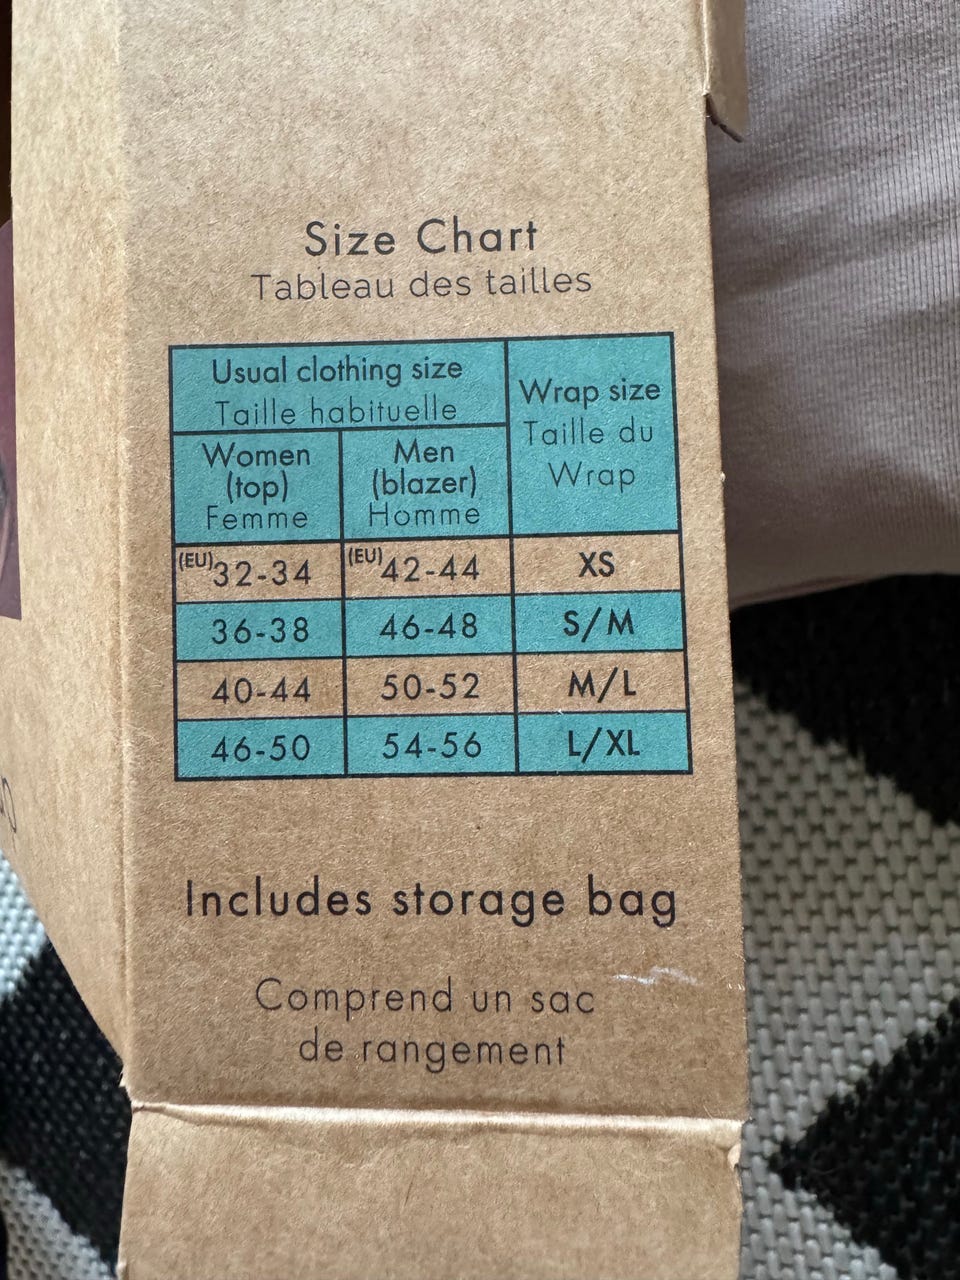 Size Chart
Tableau des tailles
Usual clothing size
Taille habituelle
Wrap size
Taille du
Wrap
Women
(top)
Femme
Men
(blazer)
Homme
(EU)32-34 (EU)42-44 XS
36-38 46-48 S/M
40-44 50-52 M/L
46-50 54-56 L/XL
Includes storage bag
Comprend un sac
de rangement